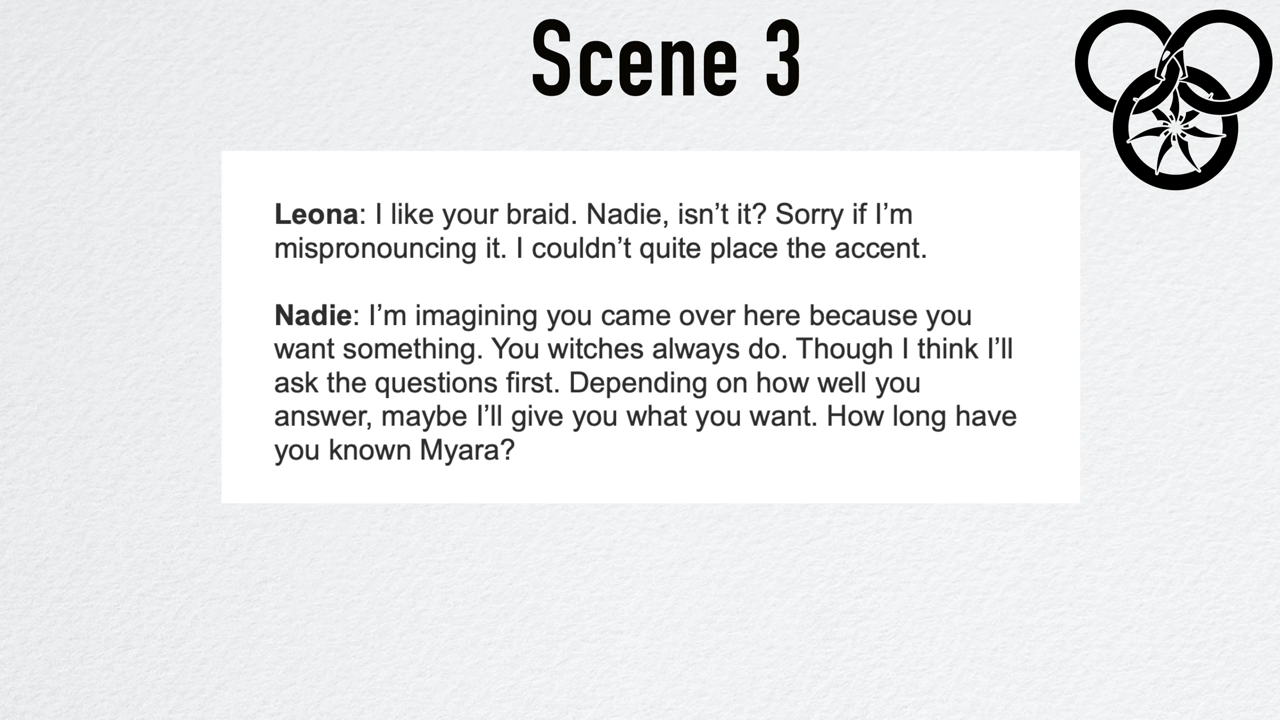 Scene 3
Leona: I like your braid. Nadie, isn’t it? Sorry if I’m
mispronouncing it. I couldn’t quite place the accent.
Nadie: I’m imagining you came over here because you
want something. You witches always do. Though I think I’ll
ask the questions first. Depending on how well you
answer, maybe I’ll give you what you want. How long have
you known Myara?